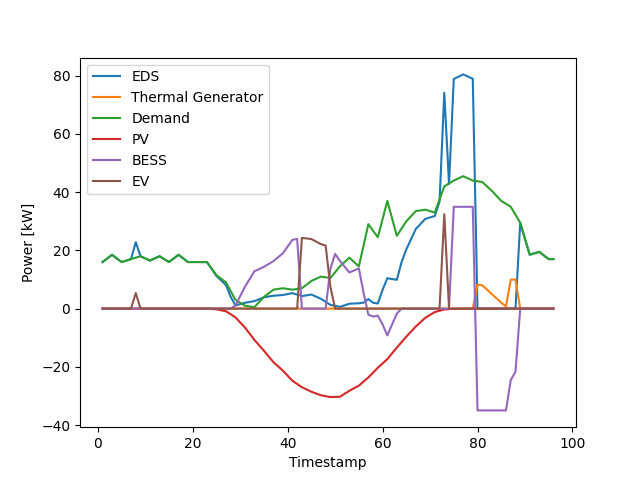 EDS
Thermal Generator
Demand
PV
BESS
EV
Power [kW]
80
60
40
20
0
−20
−40
0 20 40 60 80 100
Timestamp